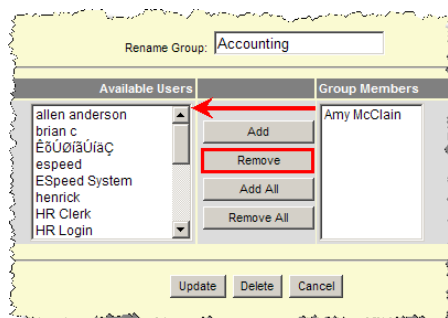 Rename Group: Accounting
Available Users
Group Members
allen anderson
brian c
ÊõÚØíãÚíäÇ
espeed
ESpeed System
henrick
HR Clerk
HR Login
Add
Remove
Add All
Remove All
Amy McClain
Update Delete Cancel